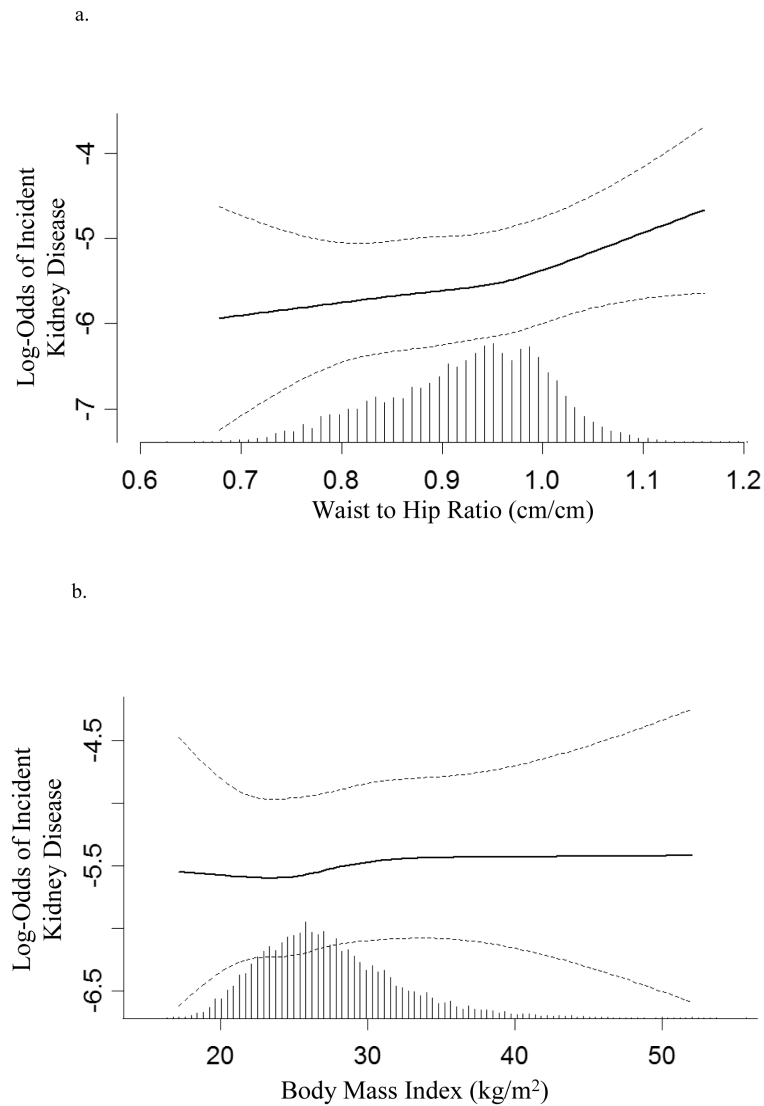 a.
Log-Odds of Incident
Kidney Disease
-4
-5
-6
-7
0.6 0.7 0.8 0.9 1.0 1.1 1.2
Waist to Hip Ratio (cm/cm)
b.
Log-Odds of Incident
Kidney Disease
-4.5
-5.5
-6.5
20 30 40 50
Body Mass Index (kg/m²)